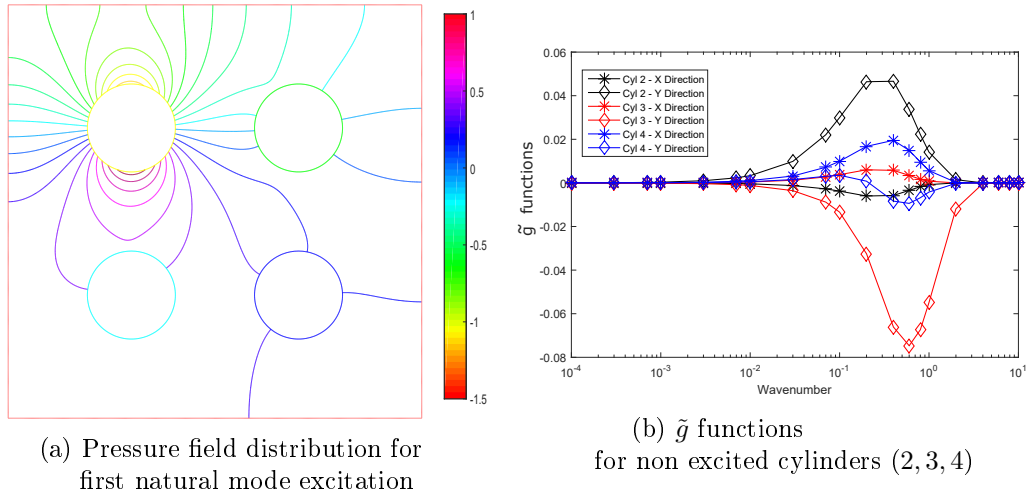 1
0.5
0
-0.5
-1
-1.5
(a) Pressure field distribution for
first natural mode excitation
0.06
0.04
0.02
0
-0.02
-0.04
-0.06
-0.08
g̃ functions
Cyl 2 - X Direction
Cyl 2 - Y Direction
Cyl 3 - X Direction
Cyl 3 - Y Direction
Cyl 4 - X Direction
Cyl 4 - Y Direction
10⁻⁴ 10⁻³ 10⁻² 10⁻¹ 10⁰ 10¹
Wavenumber
(b) g̃ functions
for non excited cylinders (2, 3, 4)